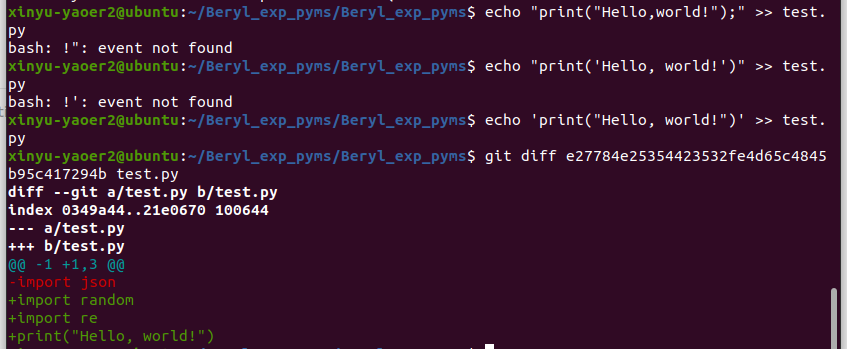 xinyu-yaoer2@ubuntu:~/Beryl_exp_pyms/Beryl_exp_pyms$ echo "print("Hello,world!");" >> test.
py
bash: !": event not found
xinyu-yaoer2@ubuntu:~/Beryl_exp_pyms/Beryl_exp_pyms$ echo "print('Hello, world!')" >> test.
py
bash: !': event not found
xinyu-yaoer2@ubuntu:~/Beryl_exp_pyms/Beryl_exp_pyms$ echo 'print("Hello, world!")' >> test.
py
xinyu-yaoer2@ubuntu:~/Beryl_exp_pyms/Beryl_exp_pyms$ git diff e27784e25354423532fe4d65c4845
b95c417294b test.py
diff --git a/test.py b/test.py
index 0349a44..21e0670 100644
--- a/test.py
+++ b/test.py
@@ -1 +1,3 @@
-import json
+import random
+import re
+print("Hello, world!")